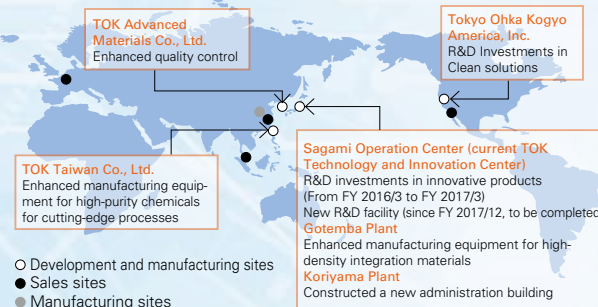 TOK Advanced
Materials Co., Ltd.
Enhanced quality control
Tokyo Ohka Kogyo
America, Inc.
R&D Investments in
Clean solutions
TOK Taiwan Co., Ltd.
Enhanced manufacturing equip-
ment for high-purity chemicals
for cutting-edge processes
Sagami Operation Center (current TOK
Technology and Innovation Center)
R&D investments in innovative products
(From FY 2016/3 to FY 2017/3)
New R&D facility (since FY 2017/12, to be completed
Gotemba Plant
Enhanced manufacturing equipment for high-
density integration materials
Koriyama Plant
Constructed a new administration building
Development and manufacturing sites
Sales sites
Manufacturing sites